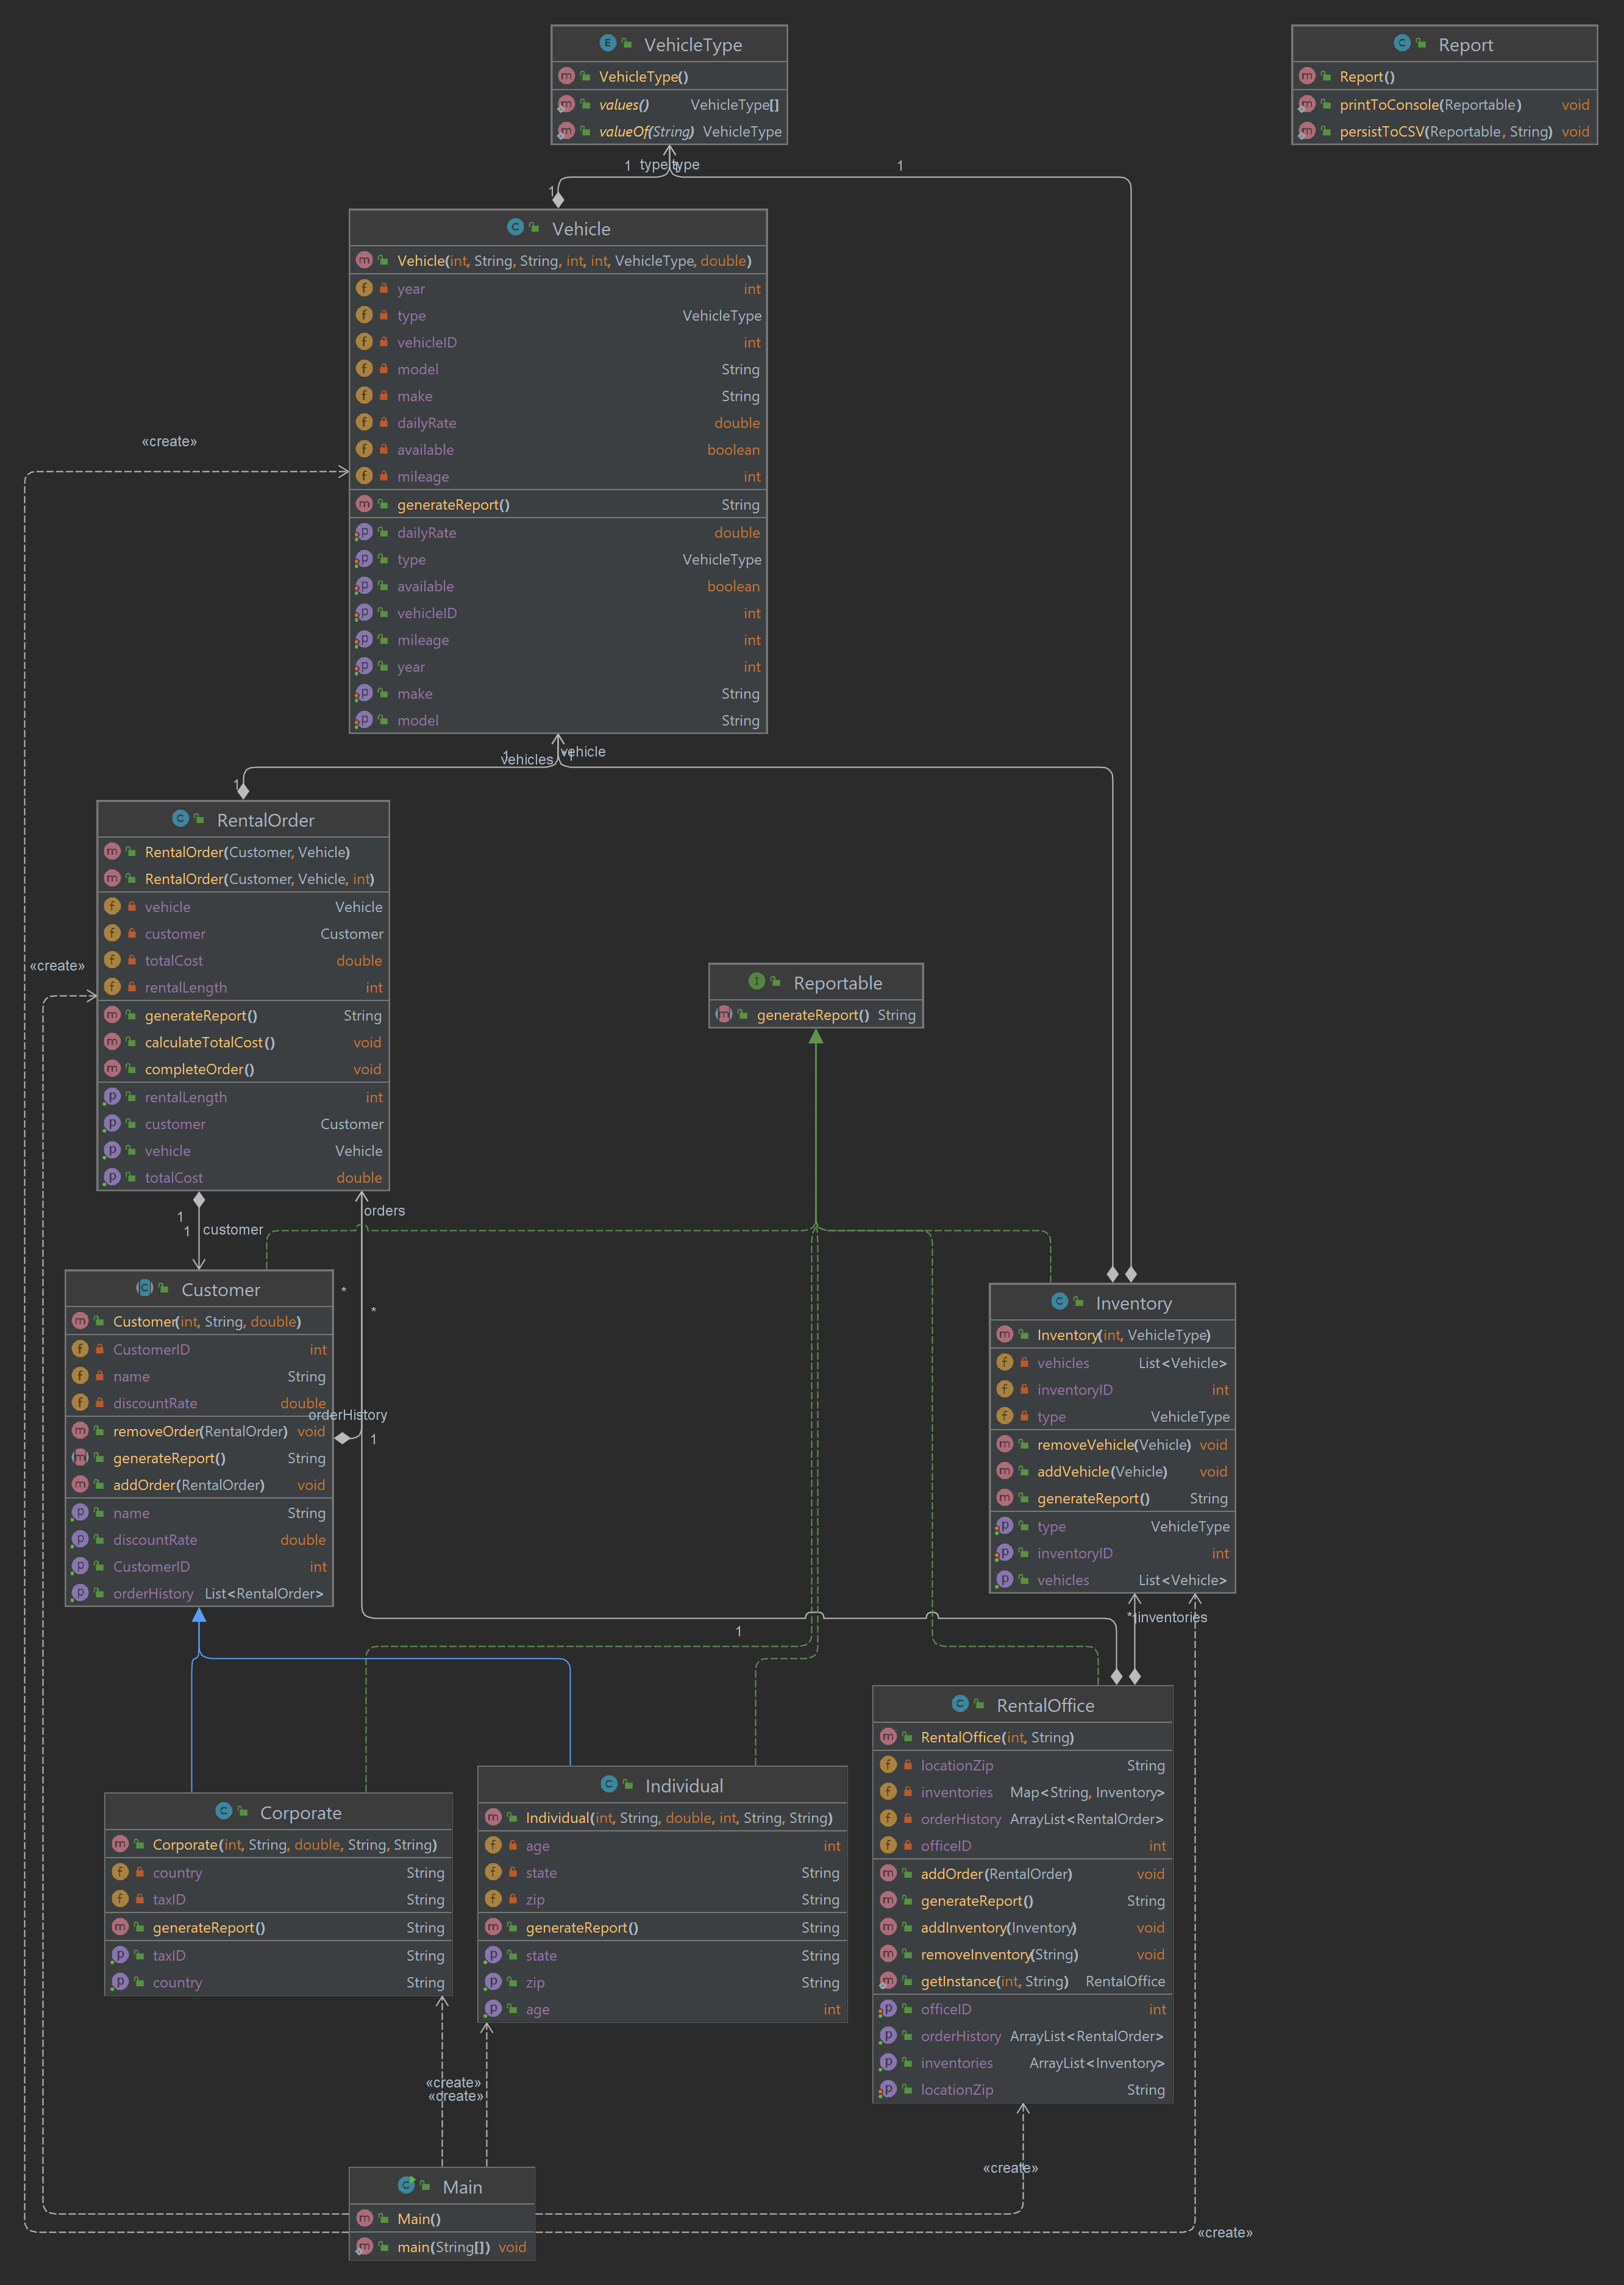 VehicleType
VehicleType()
values() VehicleType[]
valueOf(String) VehicleType
Report
Report()
printToConsole(Reportable) void
persistToCSV(Reportable, String) void
1 type type 1
1
Vehicle
Vehicle(int, String, String, int, int, VehicleType, double)
year int
type VehicleType
vehicleID int
model String
make String
dailyRate double
available boolean
mileage int
generateReport() String
dailyRate double
type VehicleType
available boolean
vehicleID int
mileage int
year int
make String
model String
«create»
1 vehicle
vehicles
1
RentalOrder
RentalOrder(Customer, Vehicle)
RentalOrder(Customer, Vehicle, int)
vehicle Vehicle
customer Customer
totalCost double
rentalLength int
generateReport() String
calculateTotalCost() void
completeOrder() void
rentalLength int
customer Customer
vehicle Vehicle
totalCost double
«create»
Reportable
generateReport() String
orders
1
1 customer
*
*
Customer
Customer(int, String, double)
CustomerID int
name String
discountRate double
removeOrder(RentalOrder) void
generateReport() String
addOrder(RentalOrder) void
name String
discountRate double
CustomerID int
orderHistory List<RentalOrder>
orderHistory
1
Inventory
Inventory(int, VehicleType)
vehicles List<Vehicle>
inventoryID int
type VehicleType
removeVehicle(Vehicle) void
addVehicle(Vehicle) void
generateReport() String
type VehicleType
inventoryID int
vehicles List<Vehicle>
* inventories
1
RentalOffice
RentalOffice(int, String)
locationZip String
inventories Map<String, Inventory>
orderHistory ArrayList<RentalOrder>
officeID int
addOrder(RentalOrder) void
generateReport() String
addInventory(Inventory) void
removeInventory(String) void
getInstance(int, String) RentalOffice
officeID int
orderHistory ArrayList<RentalOrder>
inventories ArrayList<Inventory>
locationZip String
Individual
Individual(int, String, double, int, String, String)
age int
state String
zip String
generateReport() String
state String
zip String
age int
Corporate
Corporate(int, String, double, String, String)
country String
taxID String
generateReport() String
taxID String
country String
«create»
«create»
«create»
Main
Main()
main(String[]) void
«create»